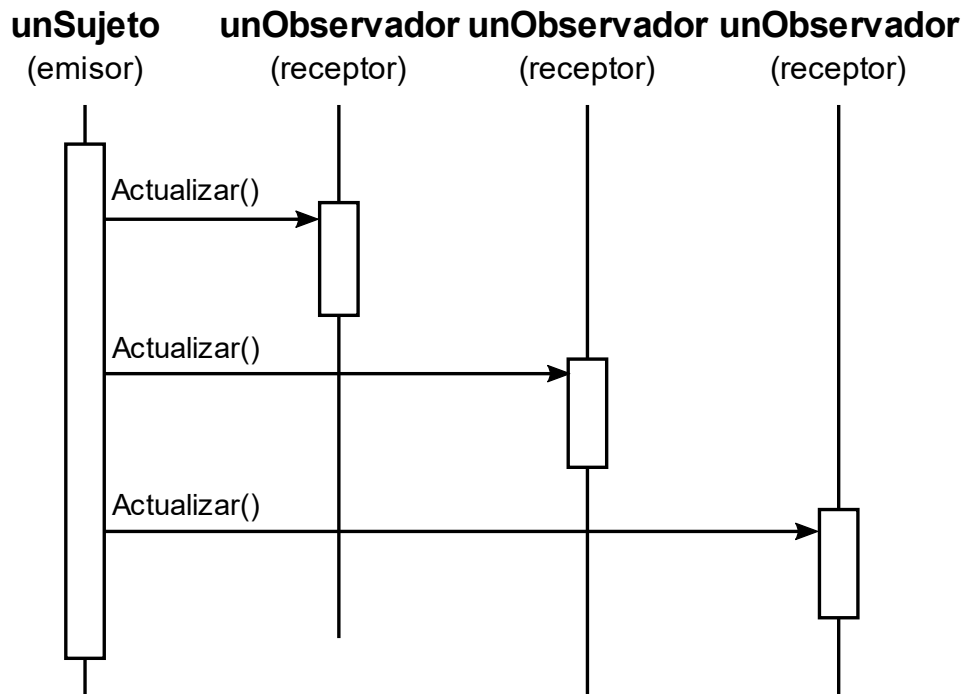 unSujeto unObservador unObservador unObservador
(emisor) (receptor) (receptor) (receptor)
Actualizar()
Actualizar()
Actualizar()